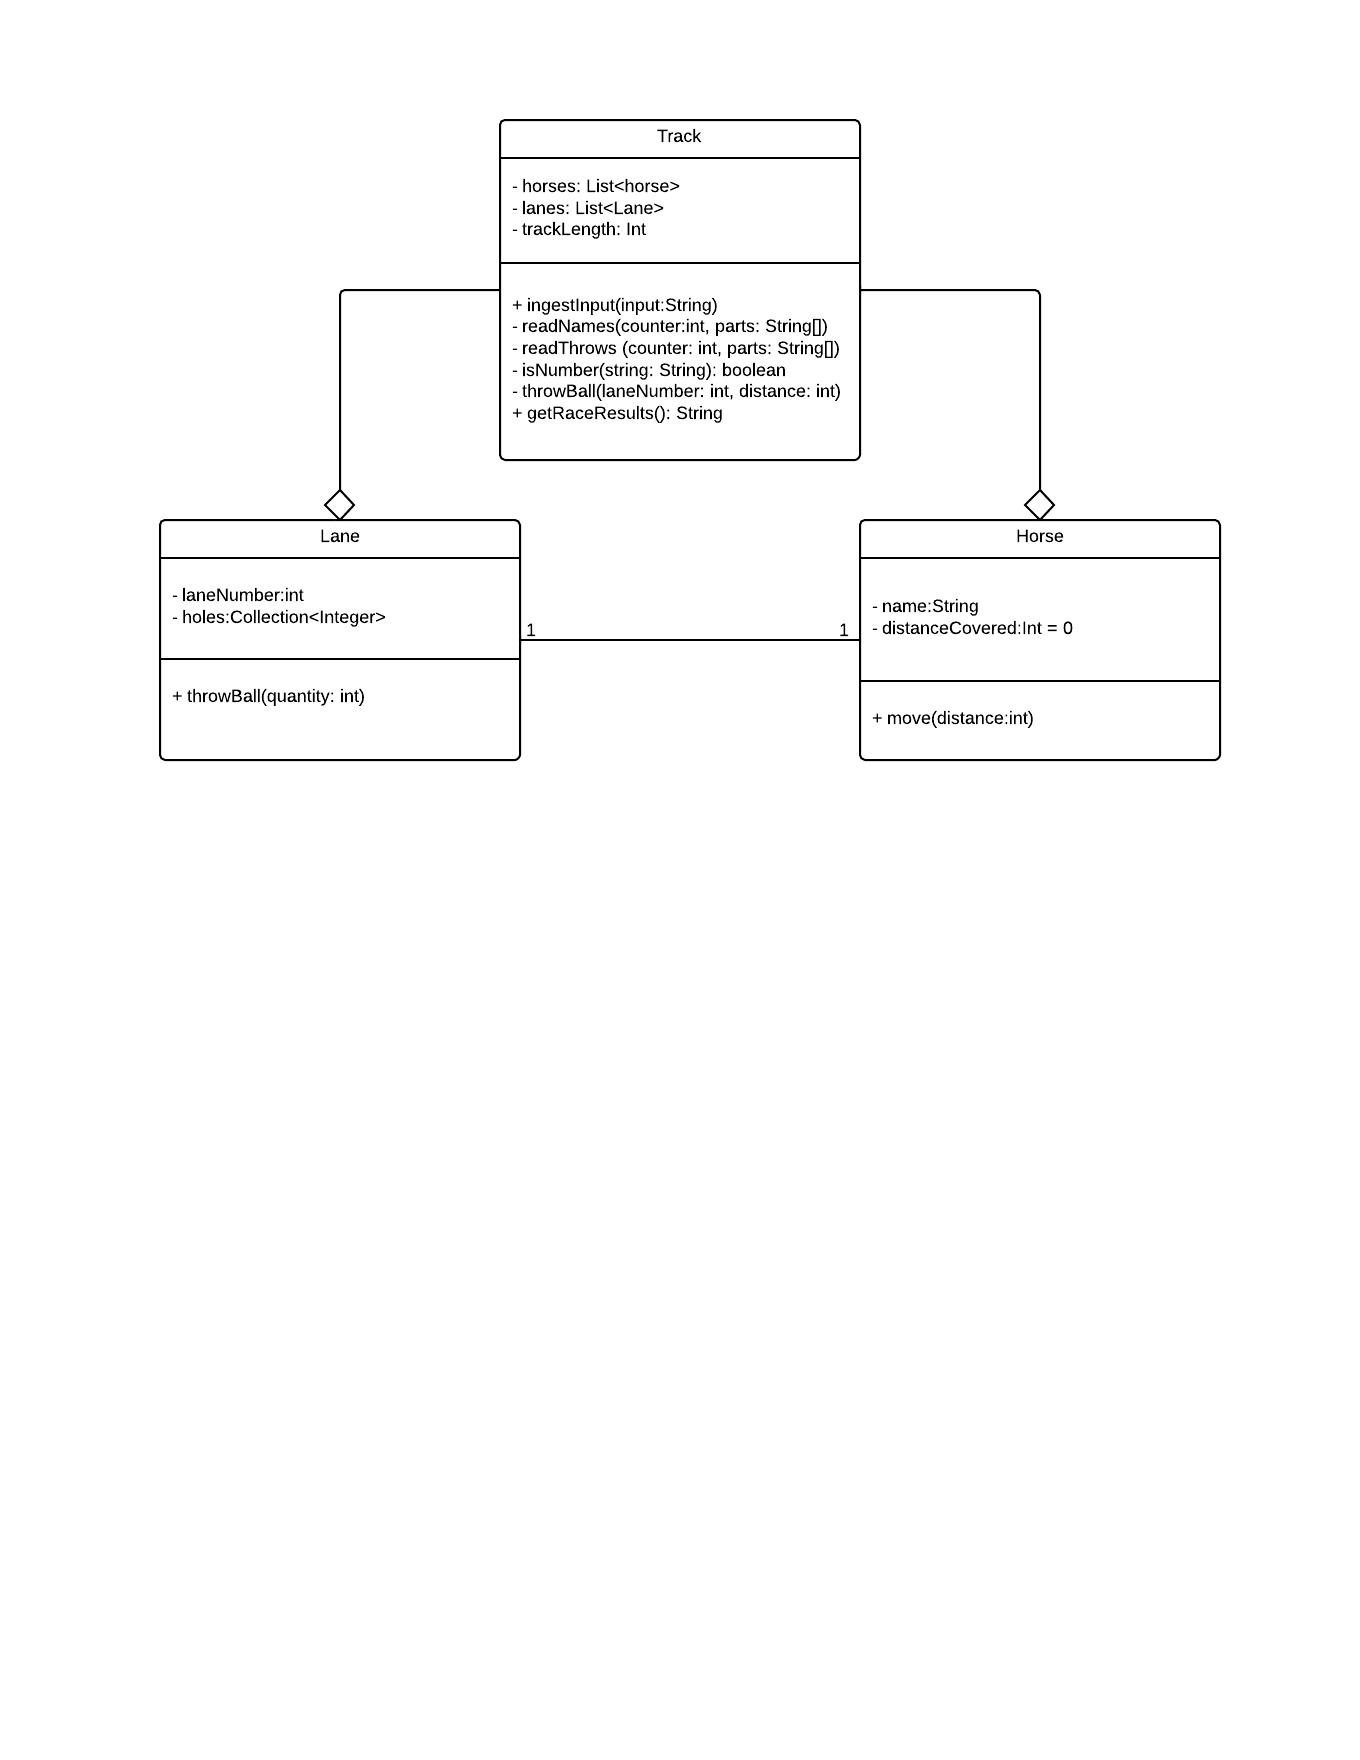 Track
- horses: List<horse>
- lanes: List<Lane>
- trackLength: Int
+ ingestInput(input:String)
- readNames(counter:int, parts: String[])
- readThrows (counter: int, parts: String[])
- isNumber(string: String): boolean
- throwBall(laneNumber: int, distance: int)
+ getRaceResults(): String
Lane
- laneNumber:int
- holes:Collection<Integer>
+ throwBall(quantity: int)
1
1
Horse
- name:String
- distanceCovered:Int = 0
+ move(distance:int)